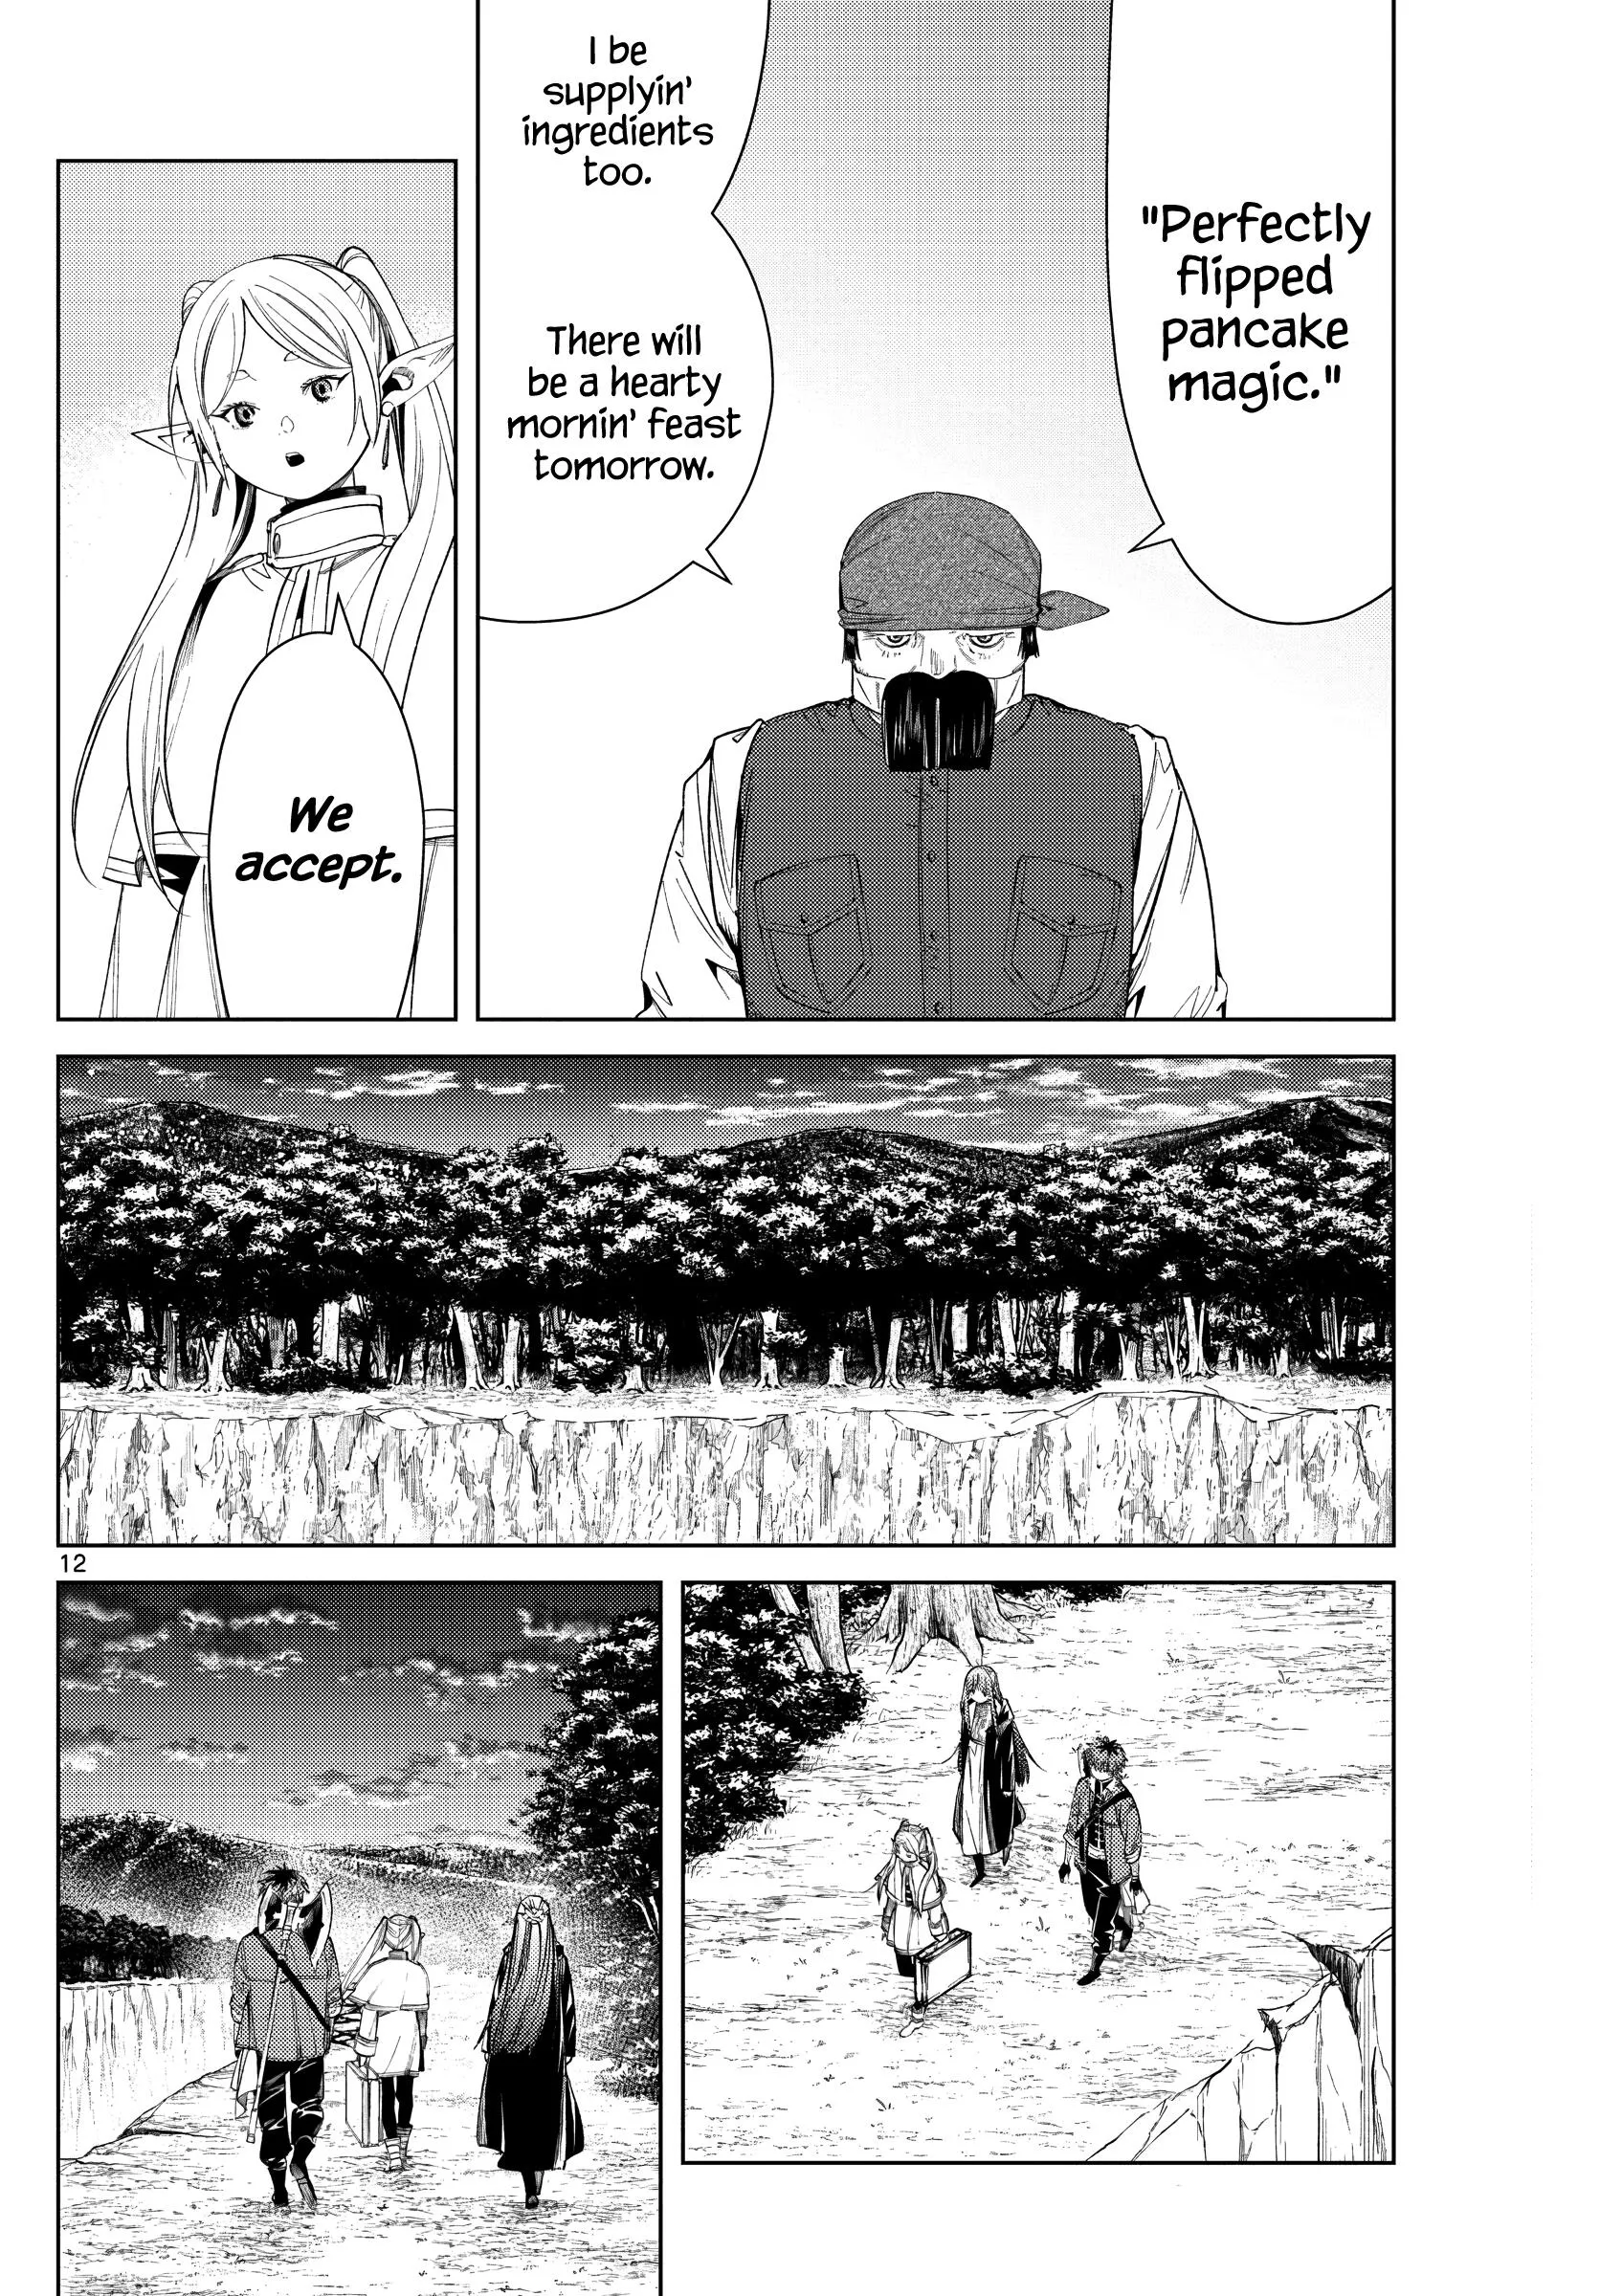 "Perfectly
flipped
pancake
magic."
I be
supplyin'
ingredients
too.
There will
be a hearty
mornin' feast
tomorrow.
We
accept.
12